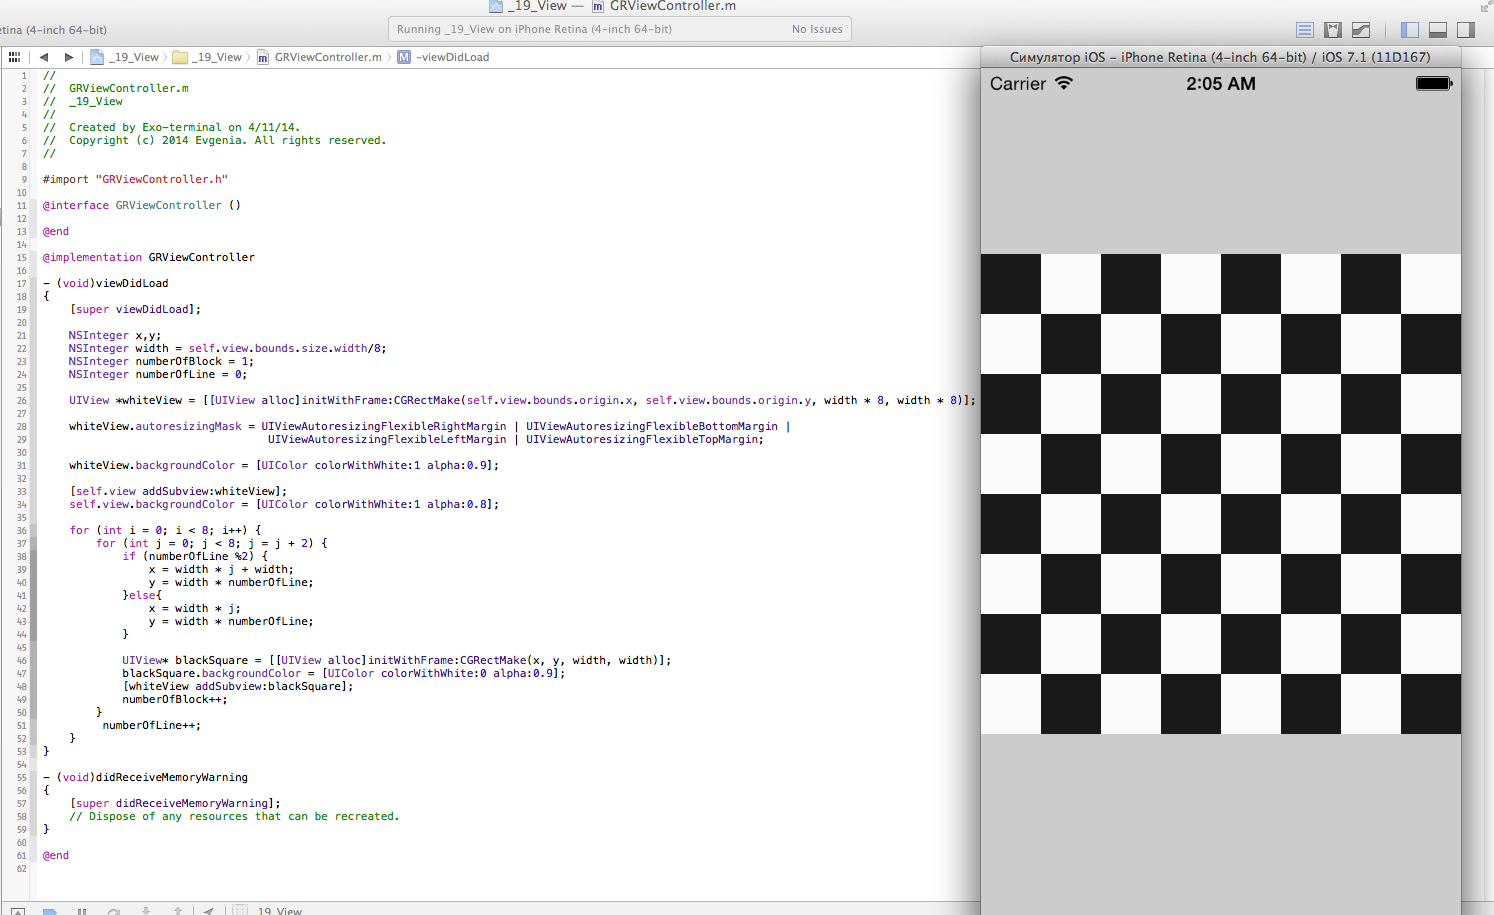 _19_View — GRViewController.m
etina (4-inch 64-bit)
Running _19_View on iPhone Retina (4-inch 64-bit) No Issues
_19_View _19_View GRViewController.m -viewDidLoad
1 //
2 //  GRViewController.m
3 //  _19_View
4 //
5 //  Created by Exo-terminal on 4/11/14.
6 //  Copyright (c) 2014 Evgenia. All rights reserved.
7 //
8
9 #import "GRViewController.h"
10
11 @interface GRViewController ()
12
13 @end
14
15 @implementation GRViewController
16
17 - (void)viewDidLoad
18 {
19     [super viewDidLoad];
20
21     NSInteger x,y;
22     NSInteger width = self.view.bounds.size.width/8;
23     NSInteger numberOfBlock = 1;
24     NSInteger numberOfLine = 0;
25
26     UIView *whiteView = [[UIView alloc]initWithFrame:CGRectMake(self.view.bounds.origin.x, self.view.bounds.origin.y, width * 8, width * 8)];
27
28     whiteView.autoresizingMask = UIViewAutoresizingFlexibleRightMargin | UIViewAutoresizingFlexibleBottomMargin |
29                                   UIViewAutoresizingFlexibleLeftMargin | UIViewAutoresizingFlexibleTopMargin;
30
31     whiteView.backgroundColor = [UIColor colorWithWhite:1 alpha:0.9];
32
33     [self.view addSubview:whiteView];
34     self.view.backgroundColor = [UIColor colorWithWhite:1 alpha:0.8];
35
36     for (int i = 0; i < 8; i++) {
37         for (int j = 0; j < 8; j = j + 2) {
38             if (numberOfLine %2) {
39                 x = width * j + width;
40                 y = width * numberOfLine;
41             }else{
42                 x = width * j;
43                 y = width * numberOfLine;
44             }
45
46             UIView* blackSquare = [[UIView alloc]initWithFrame:CGRectMake(x, y, width, width)];
47             blackSquare.backgroundColor = [UIColor colorWithWhite:0 alpha:0.9];
48             [whiteView addSubview:blackSquare];
49             numberOfBlock++;
50         }
51          numberOfLine++;
52     }
53 }
54
55 - (void)didReceiveMemoryWarning
56 {
57     [super didReceiveMemoryWarning];
58     // Dispose of any resources that can be recreated.
59 }
60
61 @end
62
19 View
Симулятор iOS - iPhone Retina (4-inch 64-bit) / iOS 7.1 (11D167)
Carrier 2:05 AM